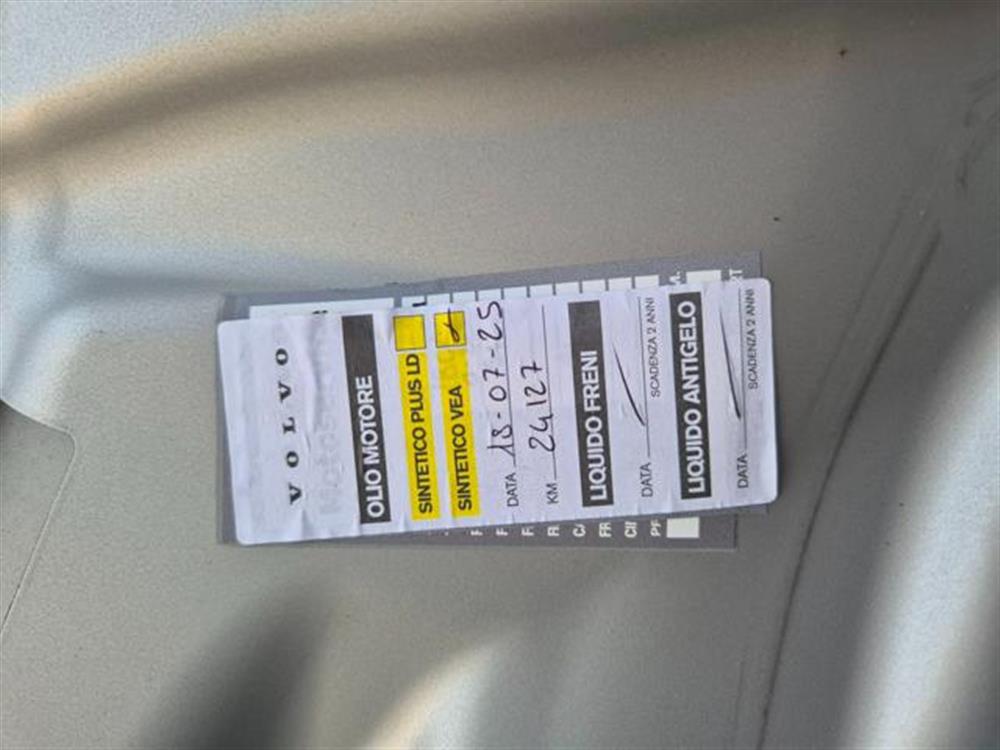 VOLVO
OLIO MOTORE
SINTETICO PLUS LD
SINTETICO VEA
DATA 18-07-25
KM 24127
LIQUIDO FRENI
DATA
SCADENZA 2 ANNI
LIQUIDO ANTIGELO
DATA
SCADENZA 2 ANNI